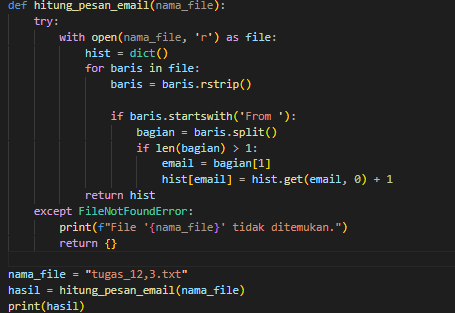 def hitung_pesan_email(nama_file):
    try:
        with open(nama_file, 'r') as file:
            hist = dict()
            for baris in file:
                baris = baris.rstrip()

                if baris.startswith('From '):
                    bagian = baris.split()
                    if len(bagian) > 1:
                        email = bagian[1]
                        hist[email] = hist.get(email, 0) + 1
            return hist
    except FileNotFoundError:
        print(f"File '{nama_file}' tidak ditemukan.")
        return {}

nama_file = "tugas_12,3.txt"
hasil = hitung_pesan_email(nama_file)
print(hasil)